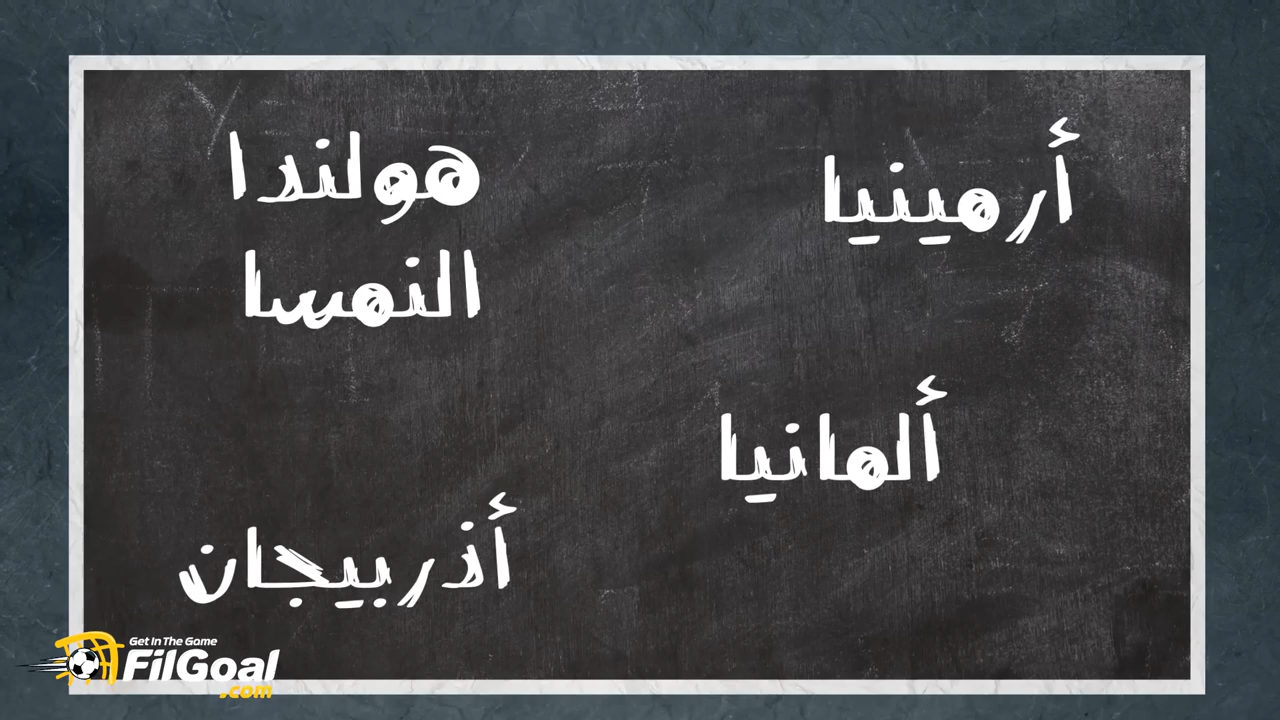 أرمينيا
هولندا
النمسا
ألمانيا
أذربيجان
Get In The Game
FilGoal
.com